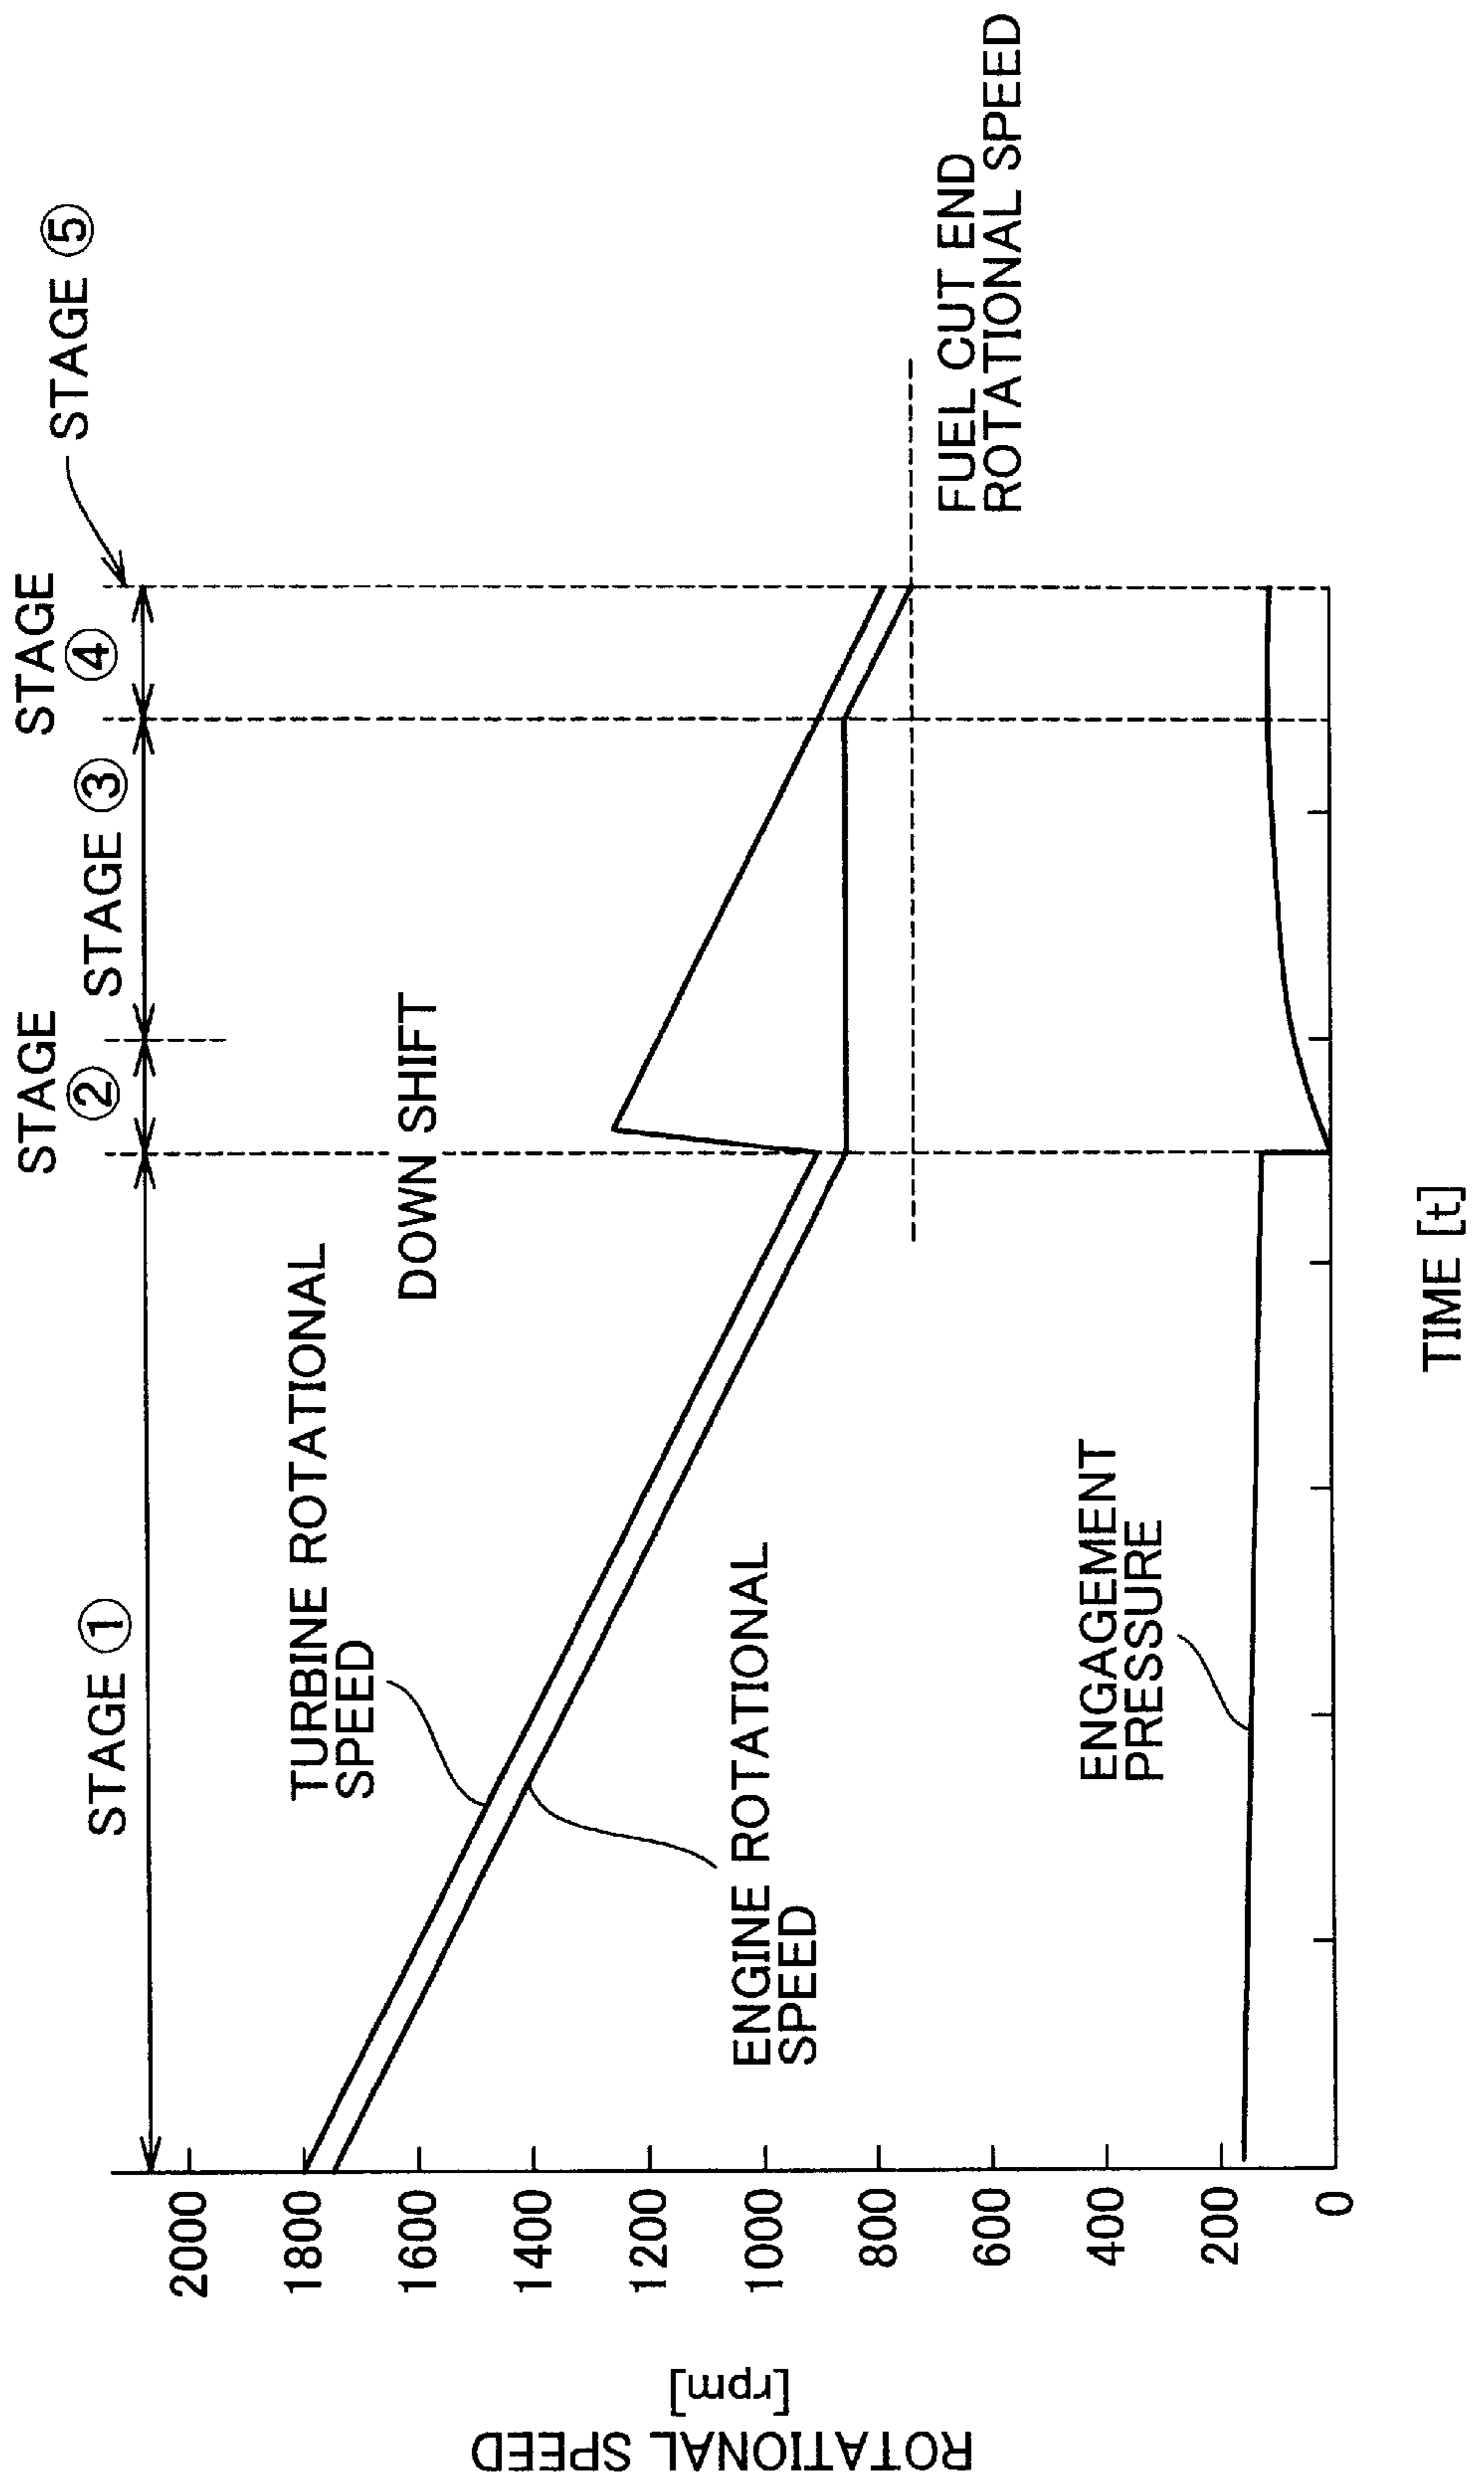 STAGE ①
STAGE
②
STAGE ③
STAGE
④
STAGE ⑤
TURBINE ROTATIONAL
SPEED
DOWN SHIFT
ENGINE ROTATIONAL
SPEED
FUEL CUT END
ROTATIONAL SPEED
ENGAGEMENT
PRESSURE
ROTATIONAL SPEED
[rpm]
2000
1800
1600
1400
1200
1000
800
600
400
200
0
TIME [t]